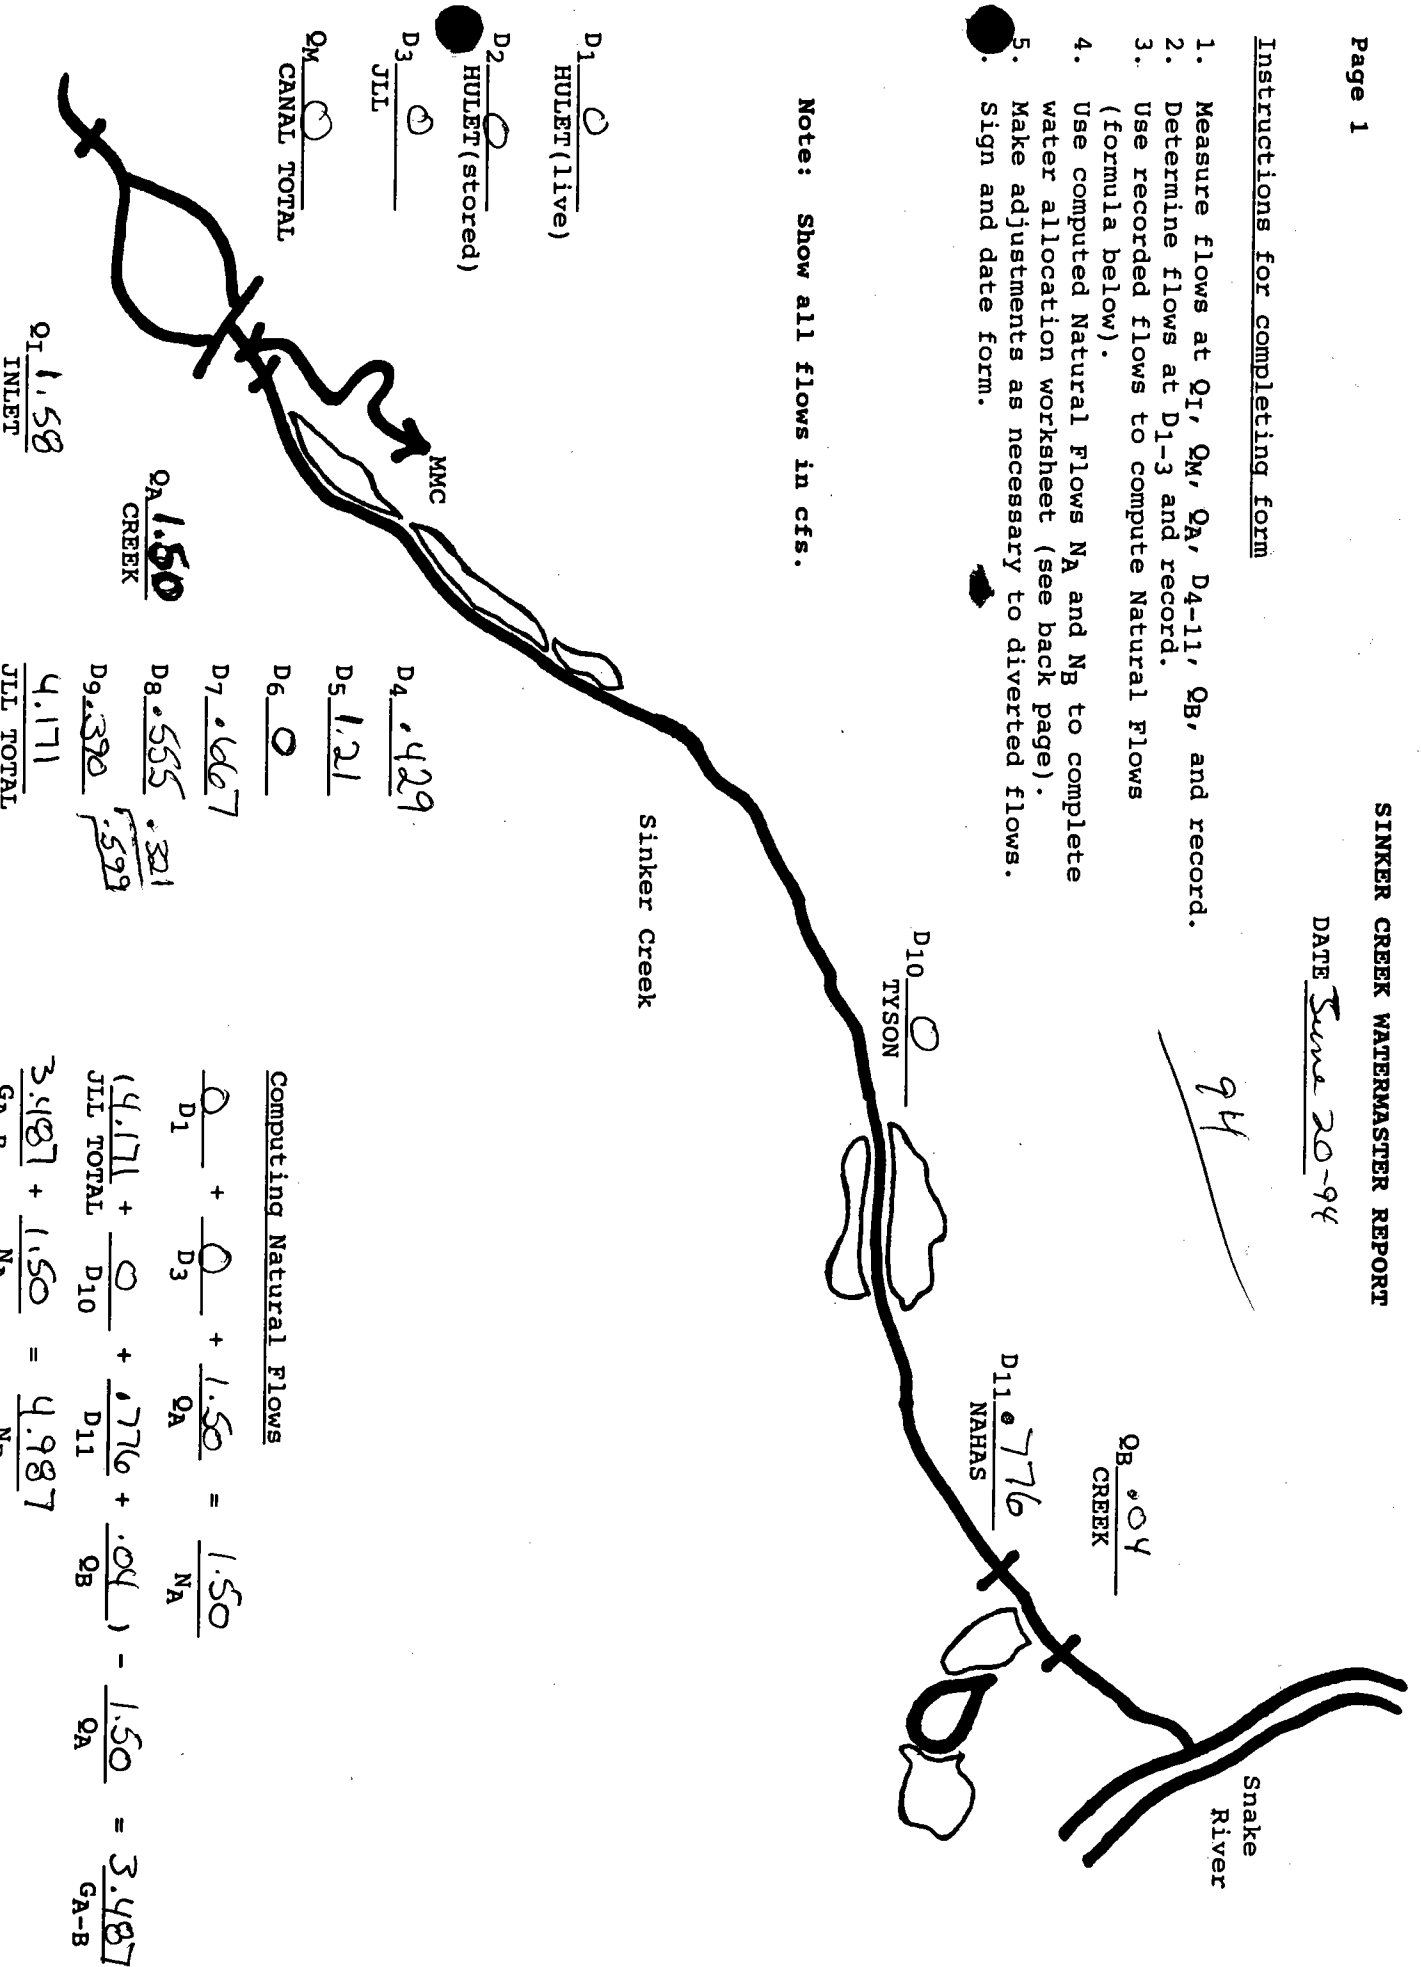 Page 1
SINKER CREEK WATERMASTER REPORT
DATE June 20-94
94
Instructions for completing form
1. Measure flows at QI, QM, QA, D4-11, QB, and record.
2. Determine flows at D1-3 and record.
3. Use recorded flows to compute Natural Flows
(formula below).
4. Use computed Natural Flows NA and NB to complete
water allocation worksheet (see back page).
5. Make adjustments as necessary to diverted flows.
. Sign and date form.
Note: Show all flows in cfs.
D1 0
HULET(live)
D2 0
HULET(stored)
D3 0
JLL
QM 0
CANAL TOTAL
MMC
QI 1.58
INLET
QA 1.50
CREEK
Sinker Creek
D4 .429
D5 1.21
D6 0
D7 .667
D8 .555 .321
D9 .390 .599
4.171
JLL TOTAL
D10 0
TYSON
D11 .776
NAHAS
QB .04
CREEK
Snake
River
Computing Natural Flows
0 + 0 + 1.50 = 1.50
D1 D3 QA NA
(4.171 + 0 + .776 + .04) - 1.50 = 3.487
JLL TOTAL D10 D11 QB QA GA-B
3.487 + 1.50 = 4.987
GA-B NA NB